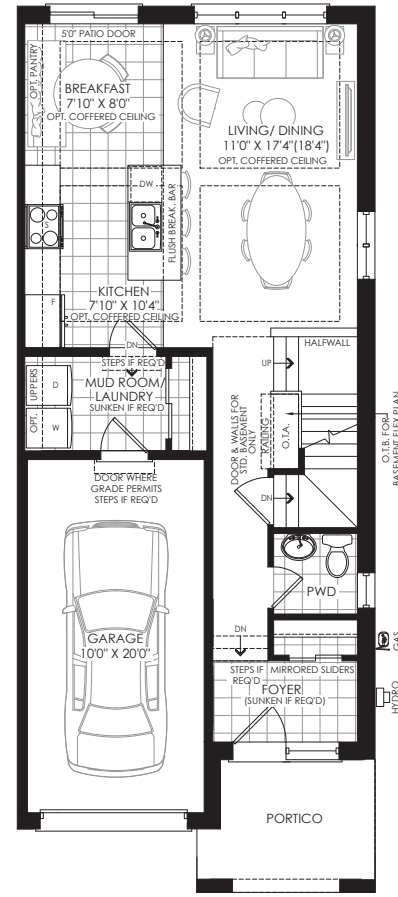 5'0" PATIO DOOR
OPT. PANTRY
BREAKFAST
7'10" X 8'0"
OPT. COFFERED CEILING
LIVING/ DINING
11'0" X 17'4"(18'4")
OPT. COFFERED CEILING
DW
FLUSH BREAK. BAR
S
F
KITCHEN
7'10" X 10'4"
OPT. COFFERED CEILING
DN
STEPS IF REQ'D
MUD ROOM/
LAUNDRY
SUNKEN IF REQ'D
OPT. UPPERS
D
W
HALFWALL
UP
DOOR & WALLS FOR
STD. BASEMENT
ONLY
RAILING
O.T.A.
O.T.B. FOR
BASEMENT FLEX PLAN
DN
DOOR WHERE
GRADE PERMITS
STEPS IF REQ'D
PWD
GARAGE
10'0" X 20'0"
DN
STEPS IF
REQ'D
MIRRORED SLIDERS
FOYER
(SUNKEN IF REQ'D)
GAS
HYDRO
PORTICO